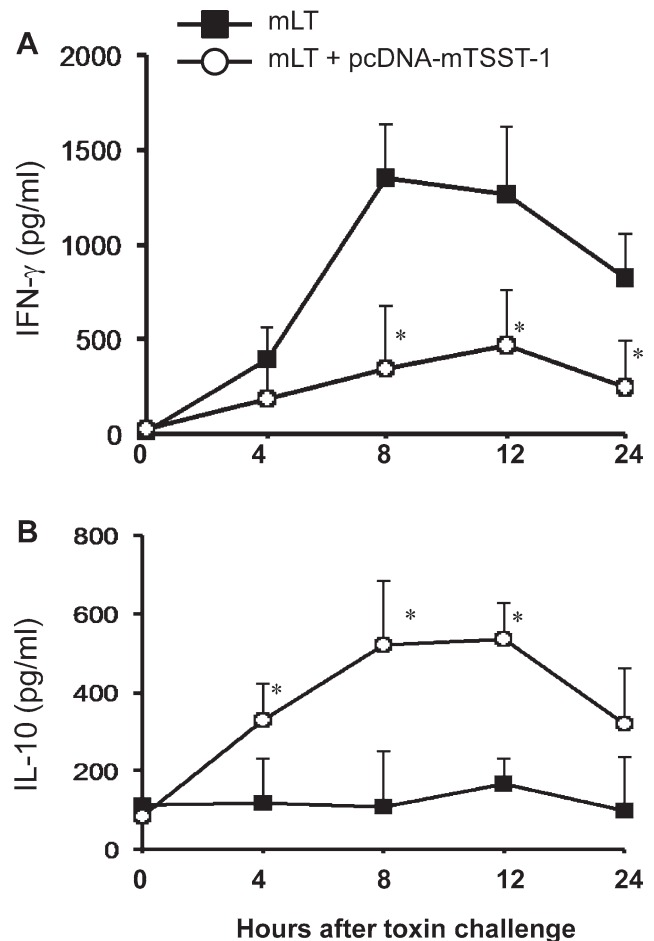 mLT
mLT + pcDNA-mTSST-1
A
IFN-γ (pg/ml)
2000
1500
1000
500
0
*
*
*
0 4 8 12 24
B
IL-10 (pg/ml)
800
600
400
200
0
*
*
*
0 4 8 12 24
Hours after toxin challenge